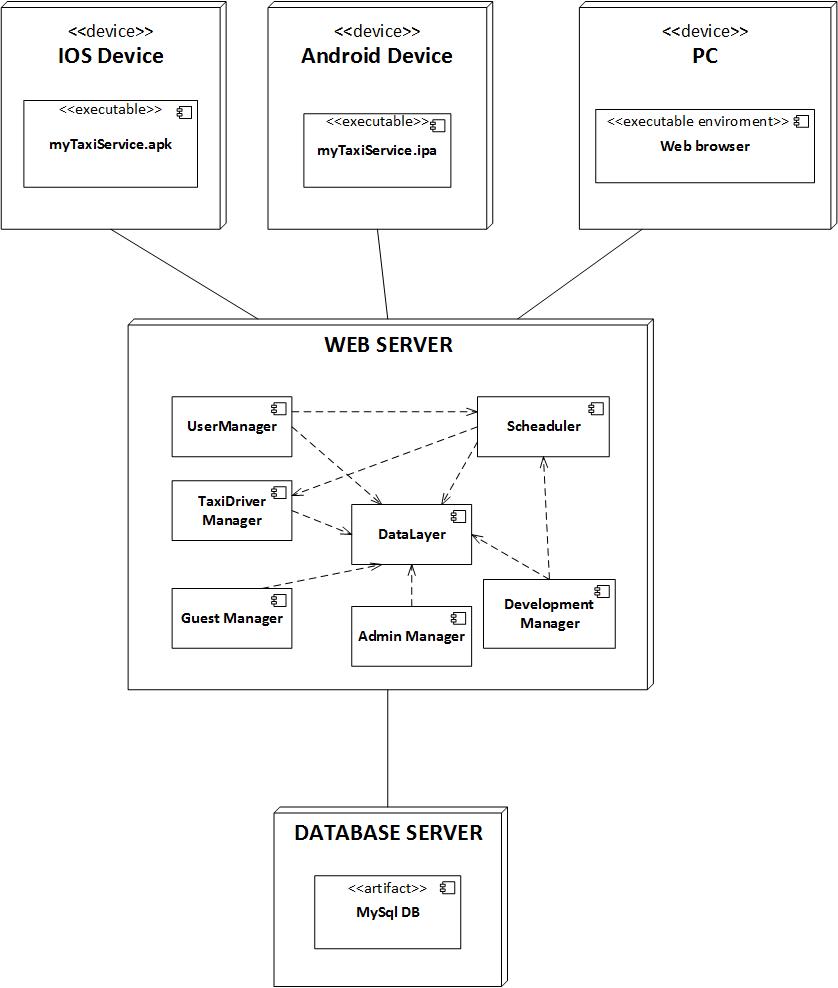 <<device>>
IOS Device
<<executable>>
myTaxiService.apk
<<device>>
Android Device
<<executable>>
myTaxiService.ipa
<<device>>
PC
<<executable enviroment>>
Web browser
WEB SERVER
UserManager
Scheaduler
TaxiDriver
Manager
DataLayer
Guest Manager
Admin Manager
Development
Manager
DATABASE SERVER
<<artifact>>
MySql DB